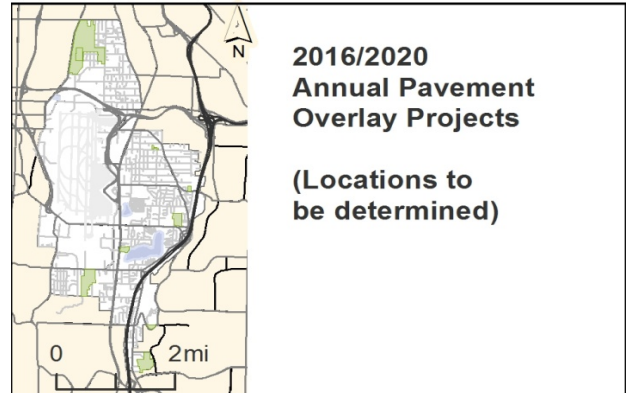 N
2016/2020
Annual Pavement
Overlay Projects
(Locations to
be determined)
0 2mi